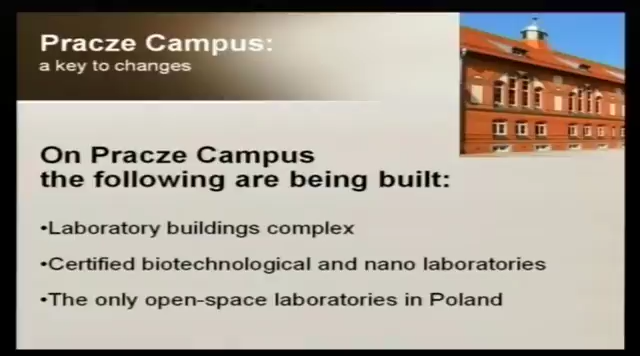 Pracze Campus:
a key to changes
On Pracze Campus
the following are being built:
•Laboratory buildings complex
•Certified biotechnological and nano laboratories
•The only open-space laboratories in Poland